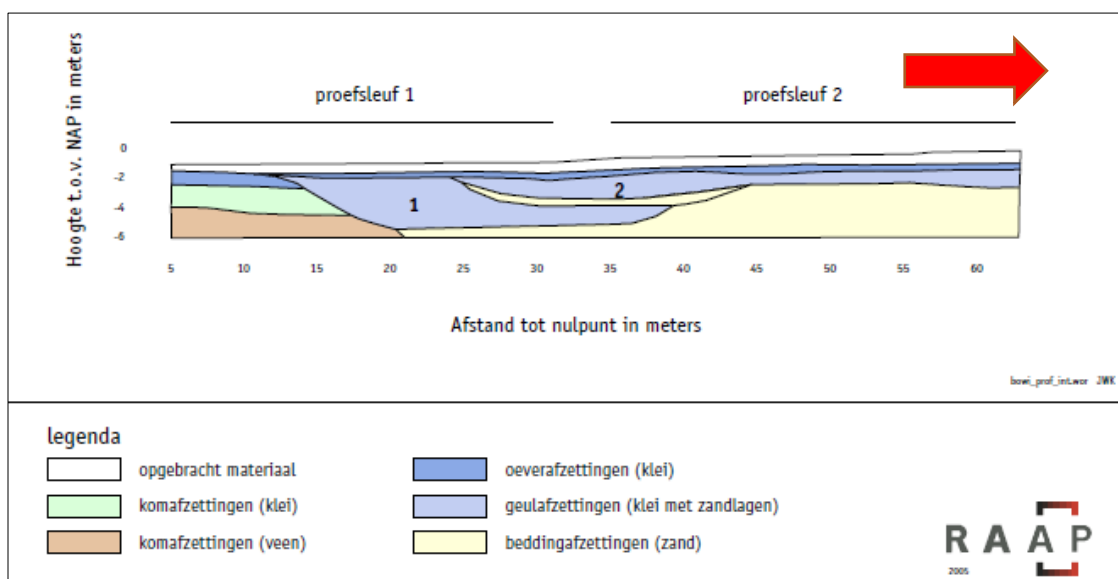 proefsleuf 1 proefsleuf 2
Hoogte t.o.v. NAP in meters
0
-2
-4
-6
1 2
5 10 15 20 25 30 35 40 45 50 55 60
Afstand tot nulpunt in meters
bowi_prof_int.wor JWK
legenda
opgebracht materiaal oeverafzettingen (klei)
komafzettingen (klei) geulafzettingen (klei met zandlagen)
komafzettingen (veen) beddingafzettingen (zand)
RAAP
2005